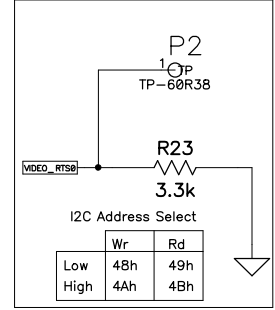 P2
1 TP
TP-60R38
VIDEO_RTS0
R23
3.3k
I2C Address Select
Wr Rd
Low 48h 49h
High 4Ah 4Bh